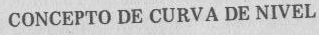 CONCEPTO DE CURVA DE NIVEL